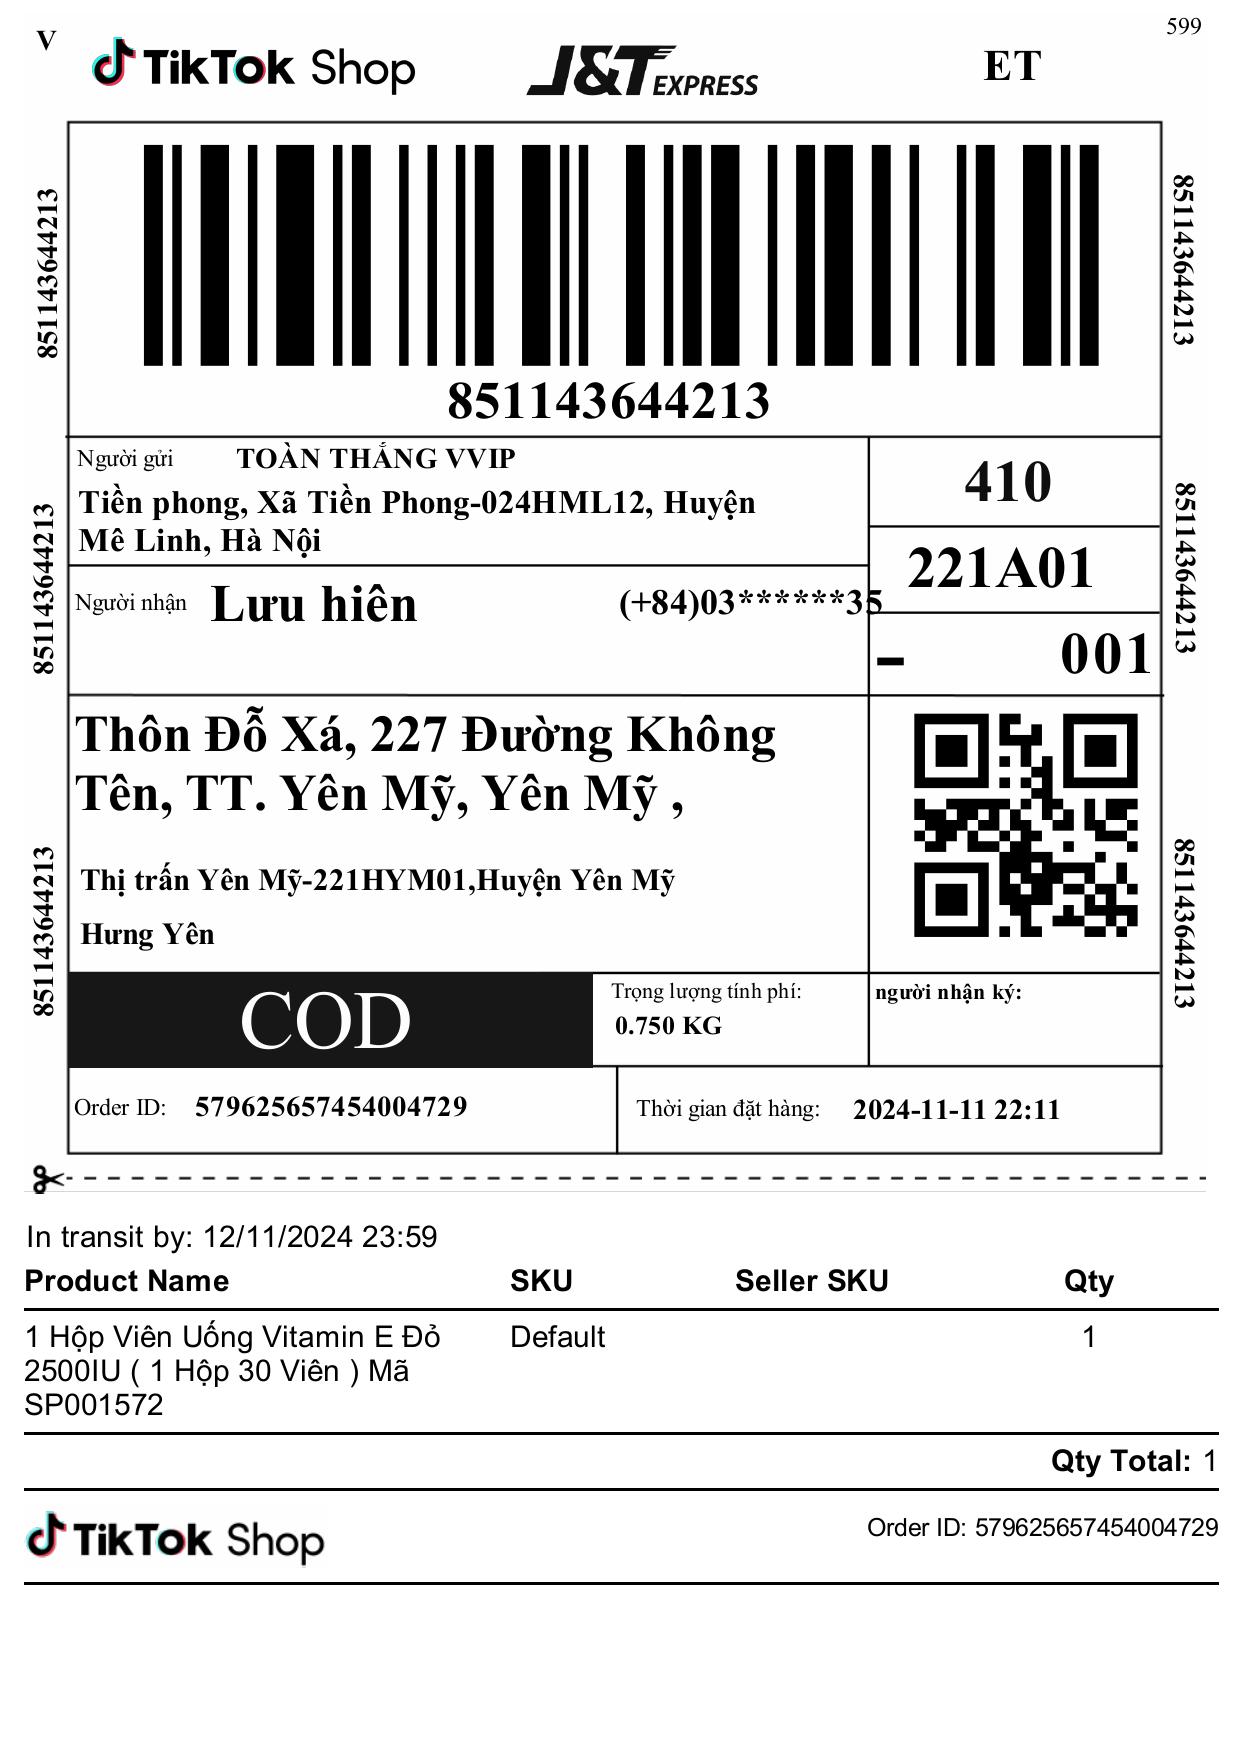 599
V
TikTok Shop
J&T EXPRESS
ET
851143644213
851143644213
851143644213
Người gửi TOÀN THẮNG VVIP
Tiền phong, Xã Tiền Phong-024HML12, Huyện
Mê Linh, Hà Nội
410
221A01
- 001
851143644213
851143644213
Người nhận Lưu hiên (+84)03******35
Thôn Đỗ Xá, 227 Đường Không
Tên, TT. Yên Mỹ, Yên Mỹ ,
Thị trấn Yên Mỹ-221HYM01,Huyện Yên Mỹ
Hưng Yên
851143644213
851143644213
COD
Trọng lượng tính phí:
0.750 KG
người nhận ký:
Order ID: 579625657454004729
Thời gian đặt hàng: 2024-11-11 22:11
In transit by: 12/11/2024 23:59
Product Name SKU Seller SKU Qty
1 Hộp Viên Uống Vitamin E Đỏ Default 1
2500IU ( 1 Hộp 30 Viên ) Mã
SP001572
Qty Total: 1
TikTok Shop
Order ID: 579625657454004729